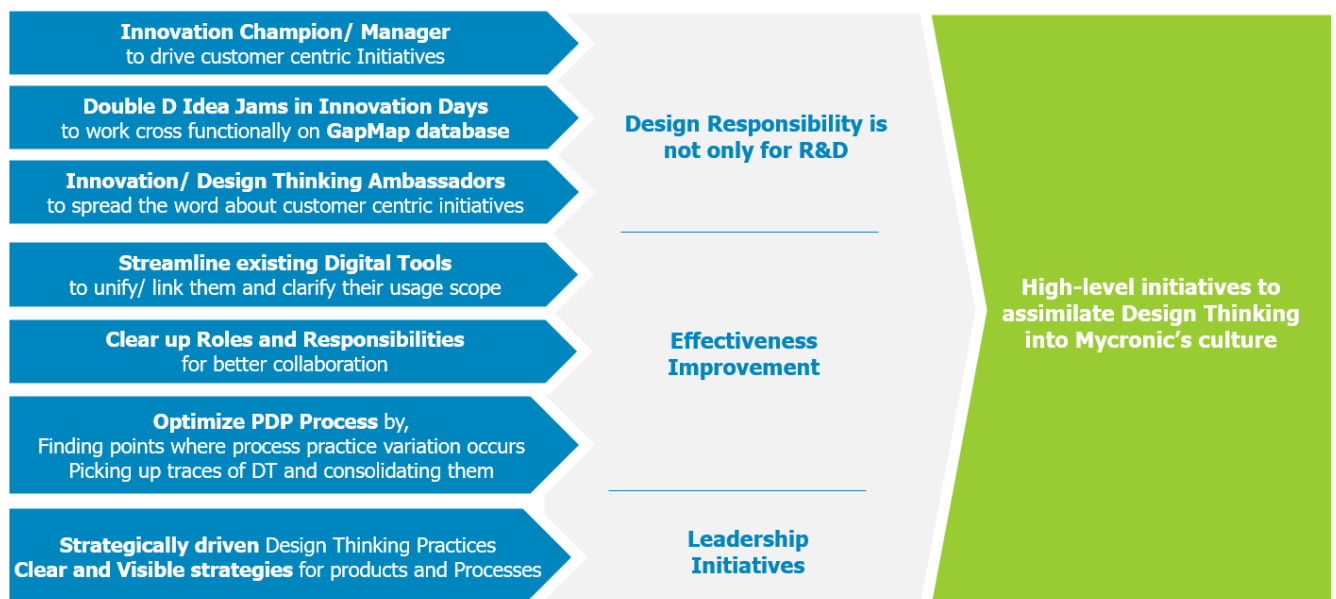 Innovation Champion/ Manager
to drive customer centric Initiatives
Double D Idea Jams in Innovation Days
to work cross functionally on GapMap database
Innovation/ Design Thinking Ambassadors
to spread the word about customer centric initiatives
Streamline existing Digital Tools
to unify/ link them and clarify their usage scope
Clear up Roles and Responsibilities
for better collaboration
Optimize PDP Process by,
Finding points where process practice variation occurs
Picking up traces of DT and consolidating them
Strategically driven Design Thinking Practices
Clear and Visible strategies for products and Processes
Design Responsibility is
not only for R&D
Effectiveness
Improvement
Leadership
Initiatives
High-level initiatives to
assimilate Design Thinking
into Mycronic’s culture